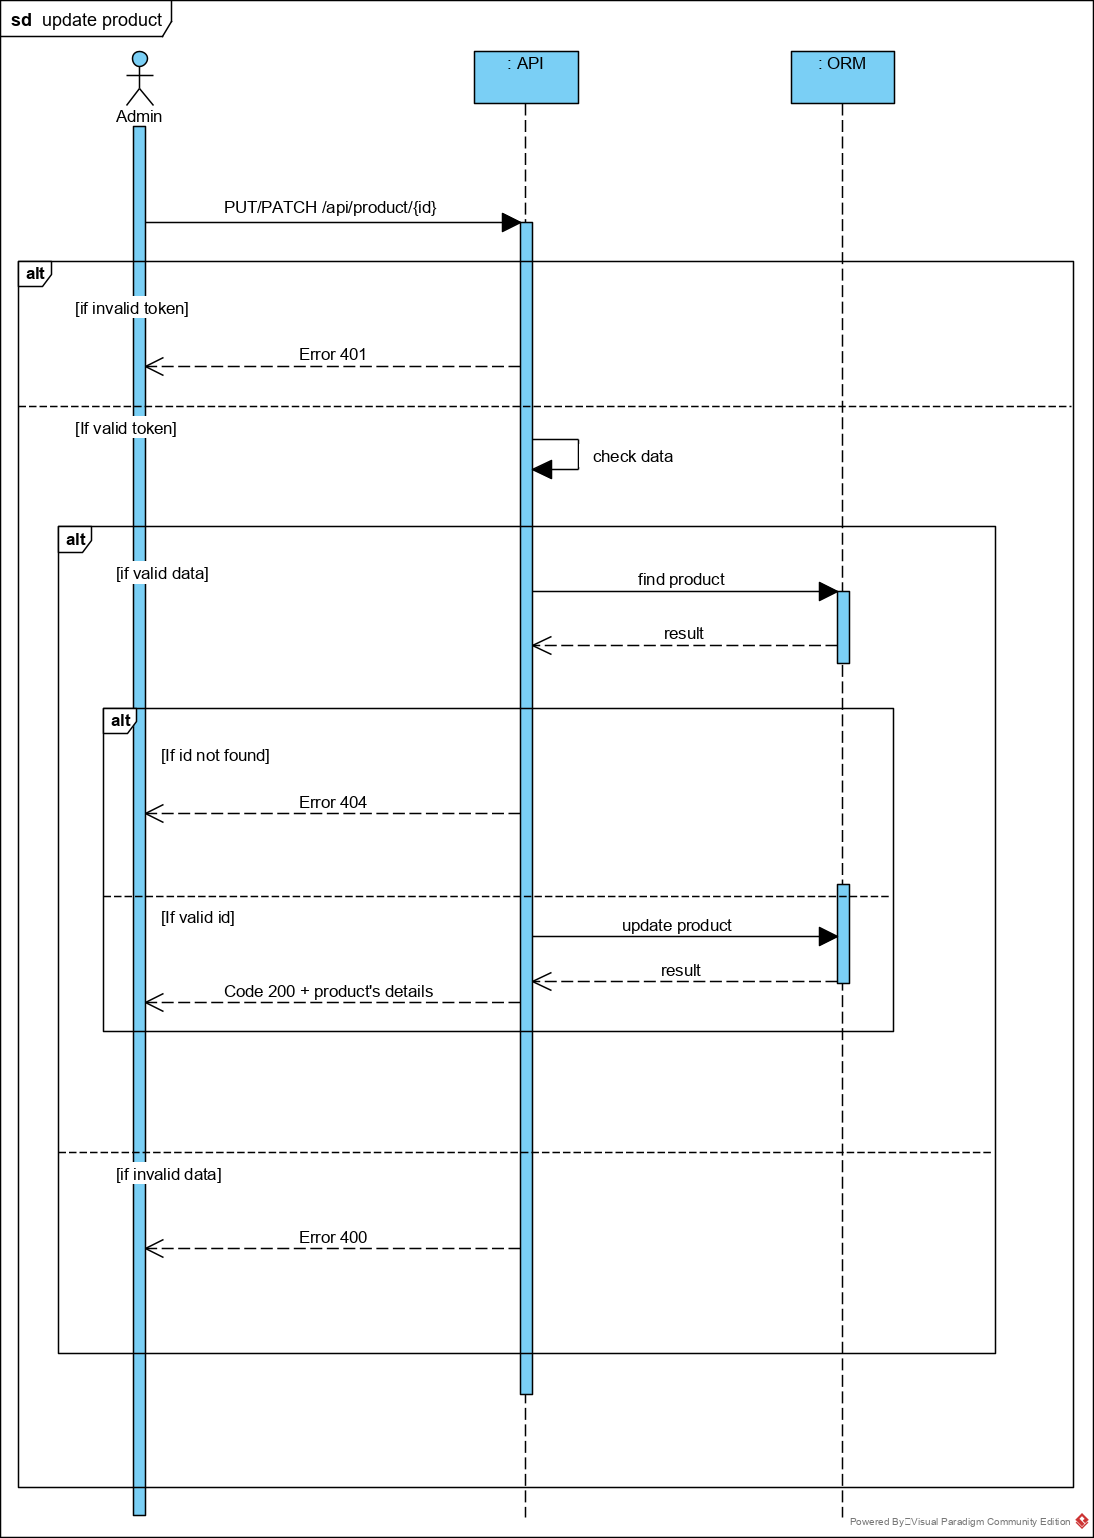 sd update product
Admin
: API
: ORM
PUT/PATCH /api/product/{id}
alt
[if invalid token]
Error 401
[If valid token]
check data
alt
[if valid data]
find product
result
alt
[If id not found]
Error 404
[If valid id]
update product
result
Code 200 + product's details
[if invalid data]
Error 400
Powered By Visual Paradigm Community Edition